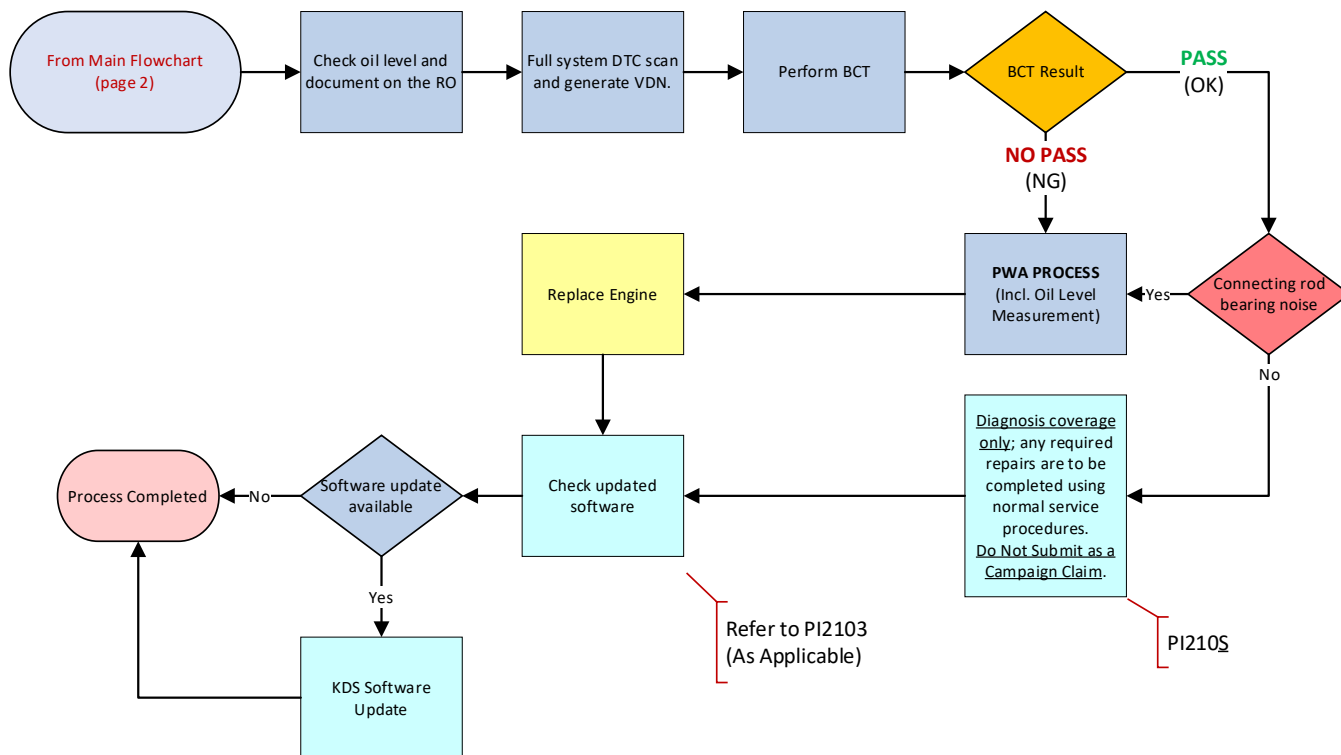 From Main Flowchart
(page 2)
Check oil level and
document on the RO
Full system DTC scan
and generate VDN.
Perform BCT
BCT Result
PASS
(OK)
NO PASS
(NG)
Replace Engine
PWA PROCESS
(Incl. Oil Level
Measurement)
Yes
Connecting rod
bearing noise
No
Process Completed
No
Software update
available
Check updated
software
Diagnosis coverage
only; any required
repairs are to be
completed using
normal service
procedures.
Do Not Submit as a
Campaign Claim.
Yes
KDS Software
Update
Refer to PI2103
(As Applicable)
PI210S